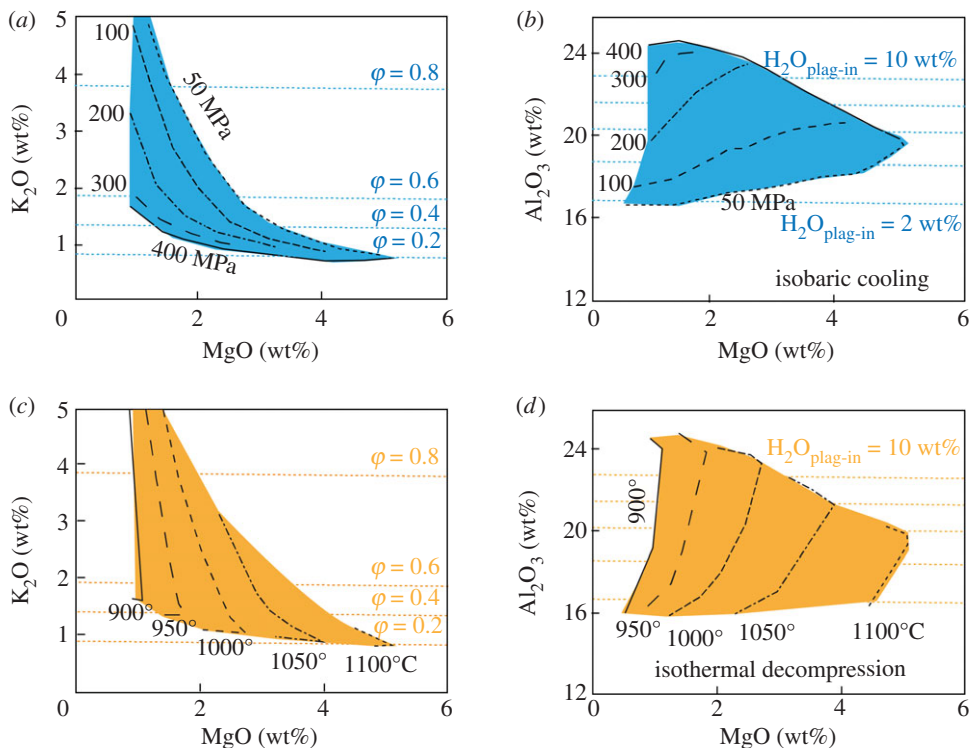 (a)
5
4
3
2
1
0
2
4
6
K₂O (wt%)
MgO (wt%)
100
200
300
400 MPa
50 MPa
φ = 0.8
φ = 0.6
φ = 0.4
φ = 0.2
(b)
24
20
16
12
0
2
4
6
Al₂O₃ (wt%)
MgO (wt%)
400
300
200
100
50 MPa
H₂Oplag-in = 10 wt%
H₂Oplag-in = 2 wt%
isobaric cooling
(c)
5
4
3
2
1
0
2
4
6
K₂O (wt%)
MgO (wt%)
φ = 0.8
φ = 0.6
φ = 0.4
φ = 0.2
900°
950°
1000°
1050°
1100°C
(d)
24
20
16
12
0
2
4
6
Al₂O₃ (wt%)
MgO (wt%)
H₂Oplag-in = 10 wt%
900°
950°
1000°
1050°
1100°C
isothermal decompression